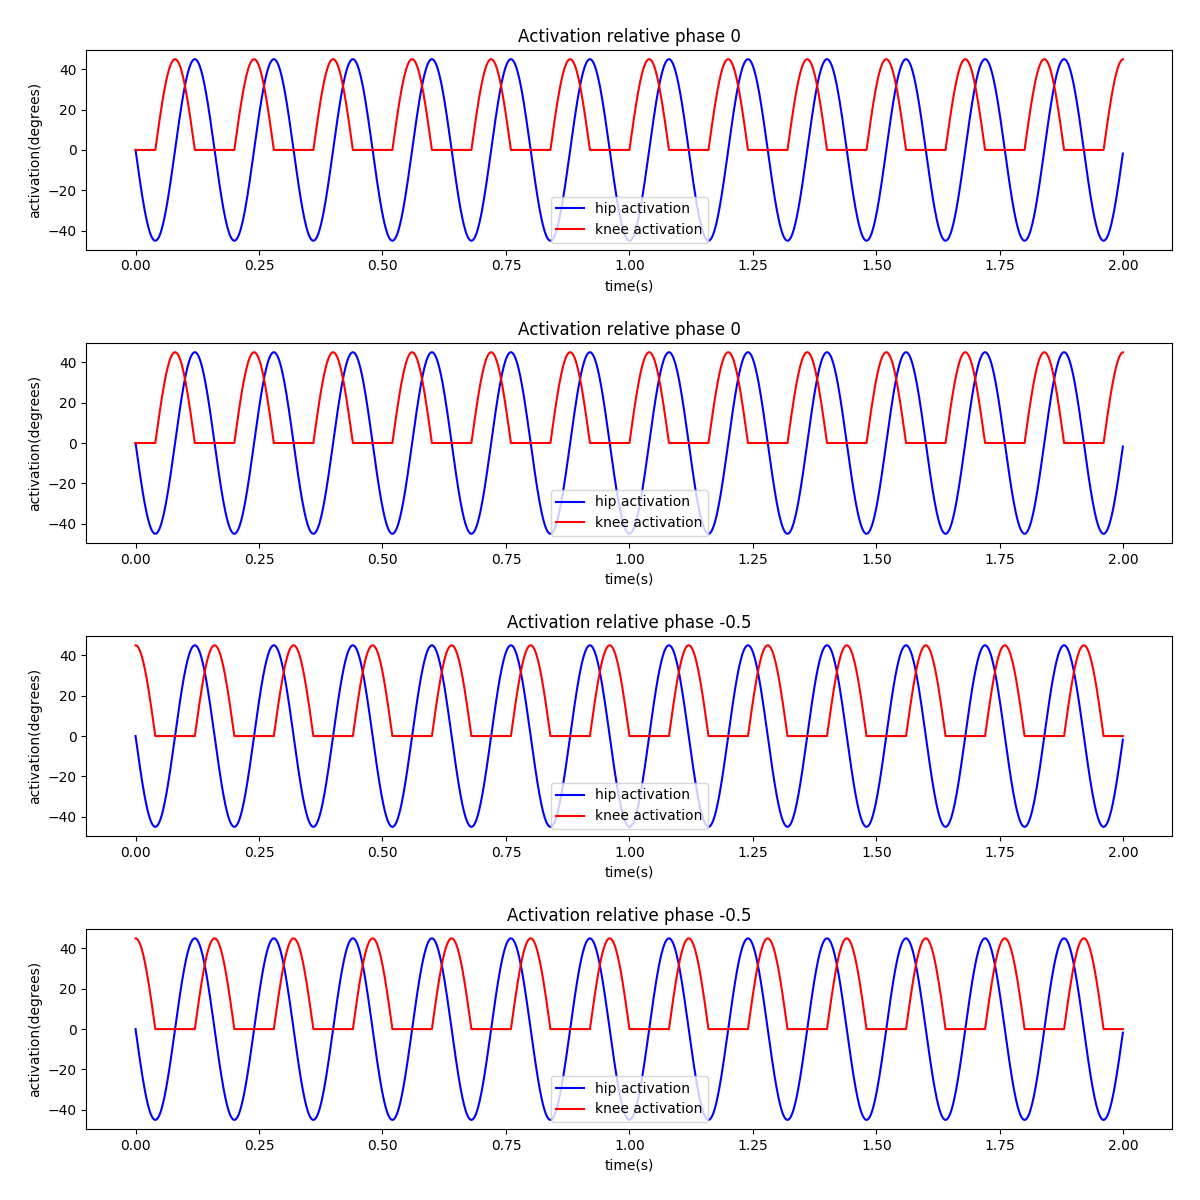 Activation relative phase 0
activation(degrees)
40
20
0
−20
−40
hip activation
knee activation
0.00 0.25 0.50 0.75 1.00 1.25 1.50 1.75 2.00
time(s)
Activation relative phase 0
activation(degrees)
40
20
0
−20
−40
hip activation
knee activation
0.00 0.25 0.50 0.75 1.00 1.25 1.50 1.75 2.00
time(s)
Activation relative phase -0.5
activation(degrees)
40
20
0
−20
−40
hip activation
knee activation
0.00 0.25 0.50 0.75 1.00 1.25 1.50 1.75 2.00
time(s)
Activation relative phase -0.5
activation(degrees)
40
20
0
−20
−40
hip activation
knee activation
0.00 0.25 0.50 0.75 1.00 1.25 1.50 1.75 2.00
time(s)